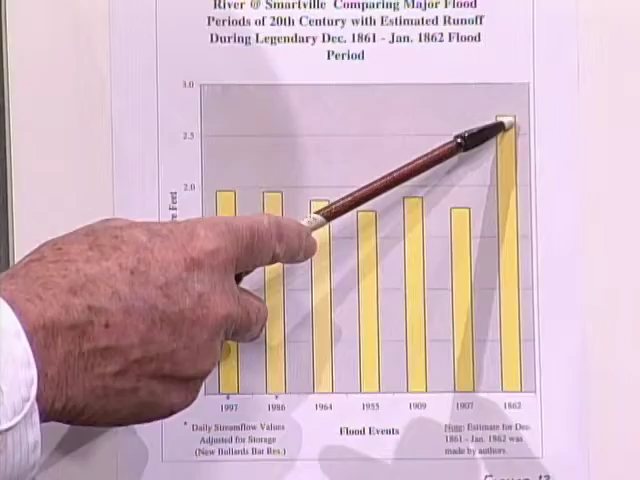 River @ Smartville Comparing Major Flood
Periods of 20th Century with Estimated Runoff
During Legendary Dec. 1861 - Jan. 1862 Flood
Period
3.0
2.5
2.0
re Feet
1997 1986 1964 1955 1909 1907 1862
* Daily Streamflow Values
Adjusted for Storage
(New Bullards Bar Res.)
Flood Events
Note: Estimate for Dec.
1861 - Jan. 1862 was
made by authors.